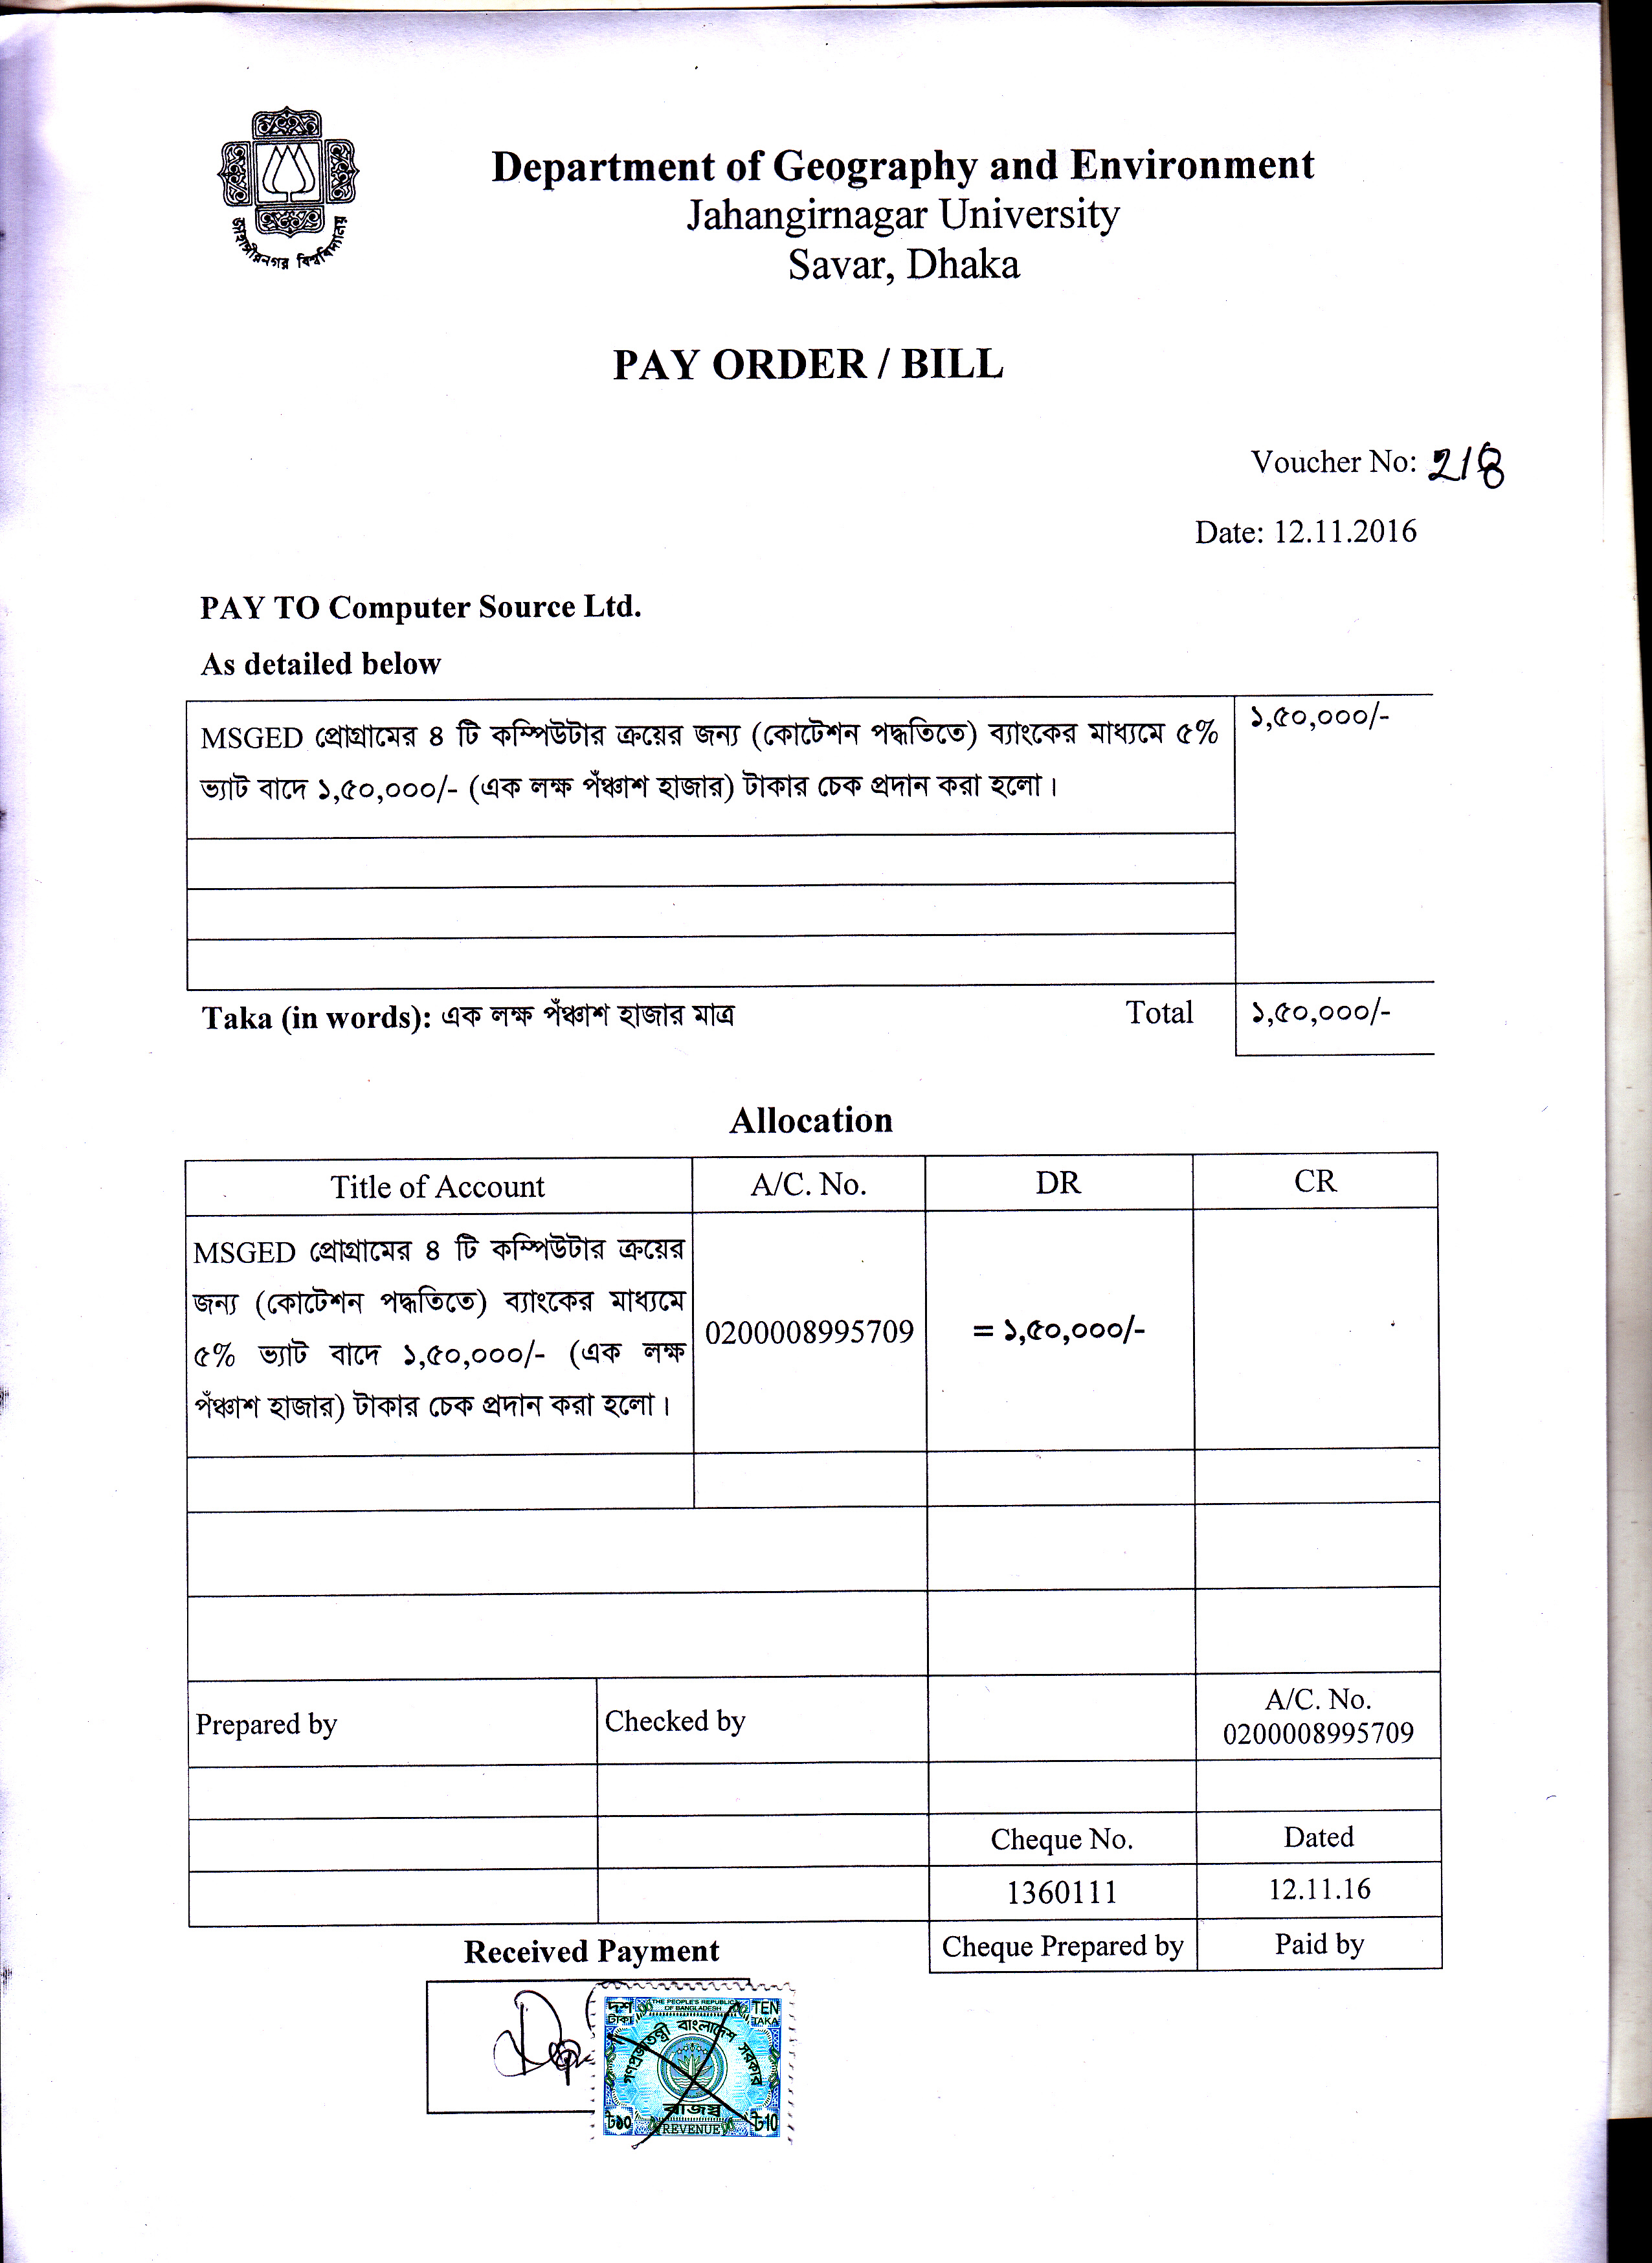 জাহাঙ্গীরনগর বিশ্ববিদ্যালয়
Department of Geography and Environment
Jahangirnagar University
Savar, Dhaka
PAY ORDER / BILL
Voucher No: 218
Date: 12.11.2016
PAY TO Computer Source Ltd.
As detailed below
MSGED প্রোগ্রামের ৪ টি কম্পিউটার ক্রয়ের জন্য (কোটেশন পদ্ধতিতে) ব্যাংকের মাধ্যমে ৫% ১,৫০,০০০/-
ভ্যাট বাদে ১,৫০,০০০/- (এক লক্ষ পঁঞ্চাশ হাজার) টাকার চেক প্রদান করা হলো।
Taka (in words): এক লক্ষ পঁঞ্চাশ হাজার মাত্র Total ১,৫০,০০০/-
Allocation
Title of Account A/C. No. DR CR
MSGED প্রোগ্রামের ৪ টি কম্পিউটার ক্রয়ের
জন্য (কোটেশন পদ্ধতিতে) ব্যাংকের মাধ্যমে
৫% ভ্যাট বাদে ১,৫০,০০০/- (এক লক্ষ
পঁঞ্চাশ হাজার) টাকার চেক প্রদান করা হলো।
0200008995709 = ১,৫০,০০০/-
Prepared by Checked by A/C. No.
0200008995709
Cheque No. Dated
1360111 12.11.16
Cheque Prepared by Paid by
Received Payment
দশ টাকা THE PEOPLE'S REPUBLIC OF BANGLADESH TEN TAKA
গণপ্রজাতন্ত্রী বাংলাদেশ সরকার
রাজস্ব
৳১০ REVENUE ৳10